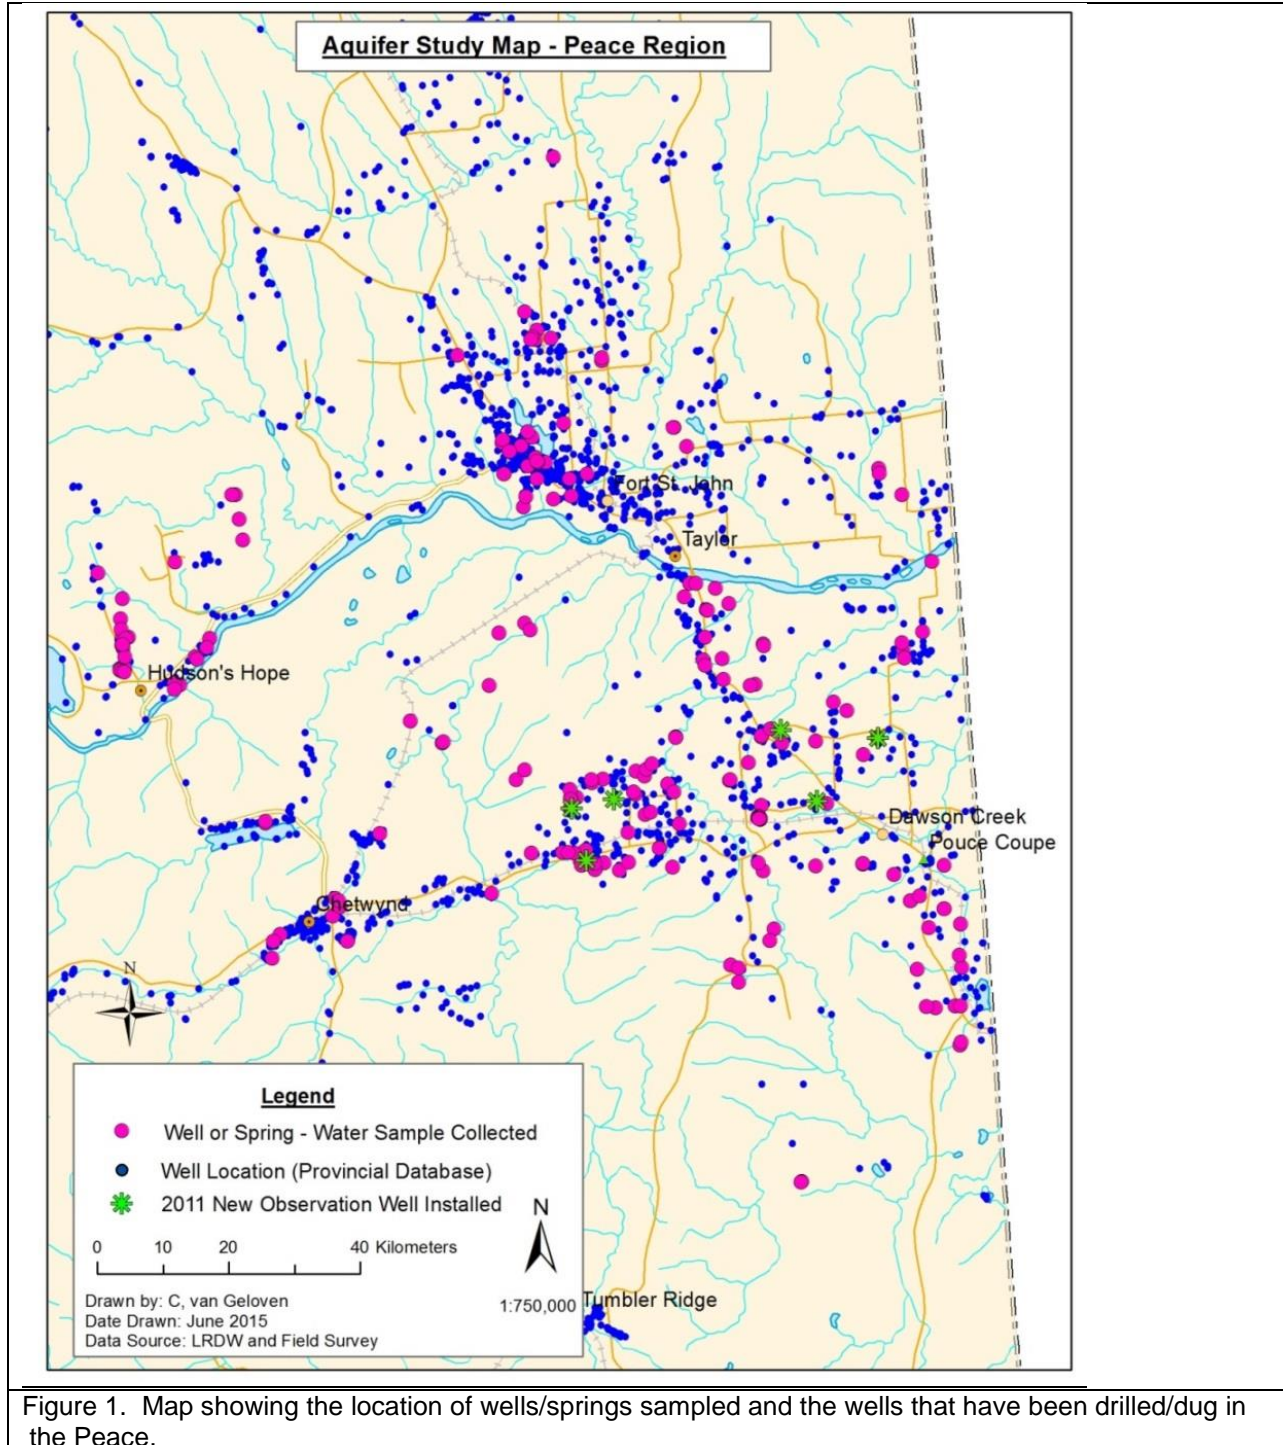 Aquifer Study Map - Peace Region
Fort St. John
Taylor
Hudson's Hope
Dawson Creek
Pouce Coupe
Chetwynd
N
Legend
Well or Spring - Water Sample Collected
Well Location (Provincial Database)
2011 New Observation Well Installed
N
0 10 20 40 Kilometers
1:750,000
Drawn by: C, van Geloven
Date Drawn: June 2015
Data Source: LRDW and Field Survey
Tumbler Ridge
Figure 1. Map showing the location of wells/springs sampled and the wells that have been drilled/dug in
the Peace.